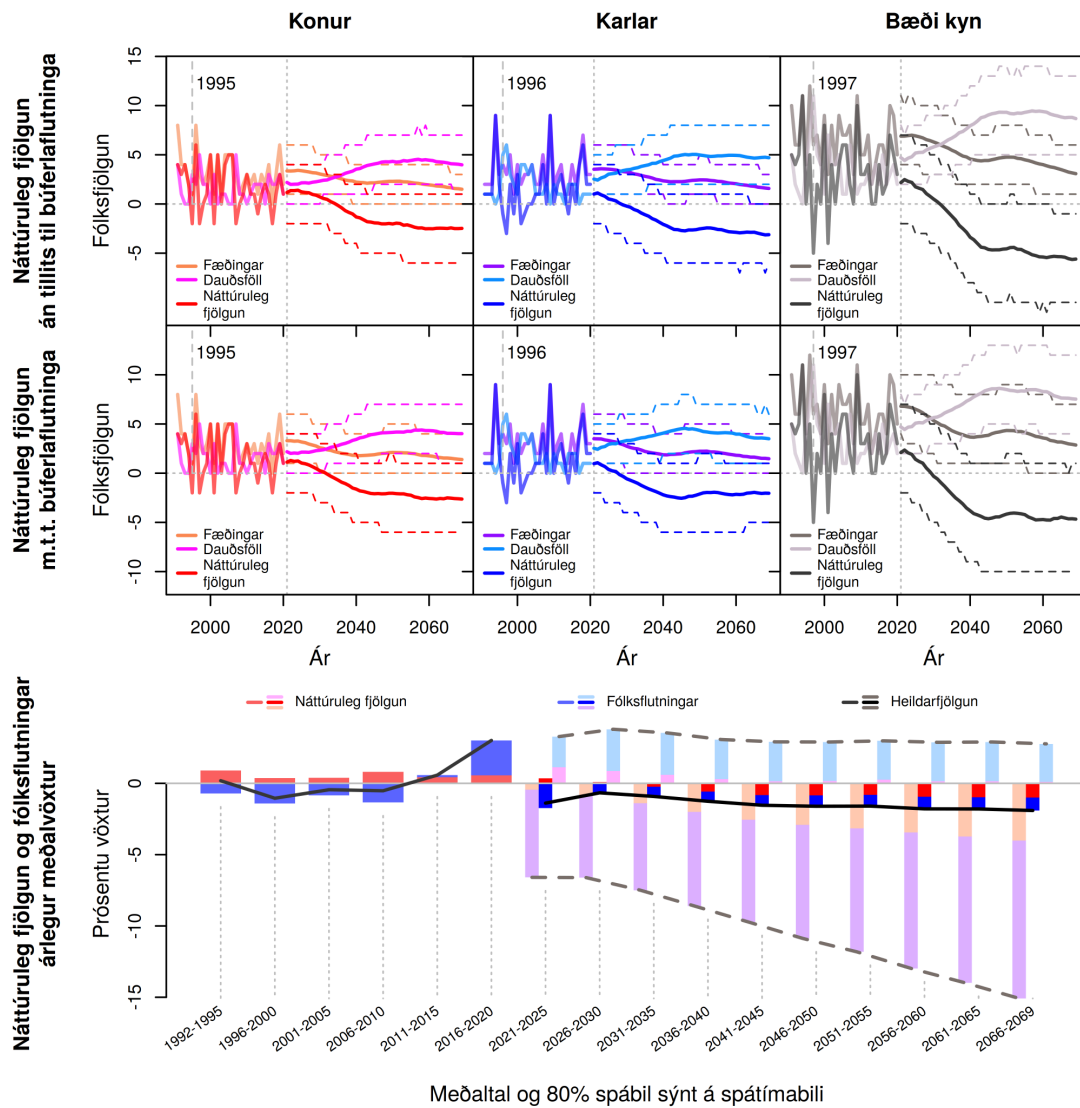 Konur
Karlar
Bæði kyn
Náttúruleg fjölgun
án tillits til búferlaflutninga
Fólksfjölgun
15
10
5
0
-5
1995
Fæðingar
Dauðsföll
Náttúruleg
fjölgun
1996
Fæðingar
Dauðsföll
Náttúruleg
fjölgun
1997
Fæðingar
Dauðsföll
Náttúruleg
fjölgun
Náttúruleg fjölgun
m.t.t. búferlaflutninga
Fólksfjölgun
10
5
0
-5
-10
1995
Fæðingar
Dauðsföll
Náttúruleg
fjölgun
1996
Fæðingar
Dauðsföll
Náttúruleg
fjölgun
1997
Fæðingar
Dauðsföll
Náttúruleg
fjölgun
2000 2020 2040 2060
2000 2020 2040 2060
2000 2020 2040 2060
Ár
Ár
Ár
Náttúruleg fjölgun og fólksflutningar
árlegur meðalvöxtur
Prósentu vöxtur
Náttúruleg fjölgun
Fólksflutningar
Heildarfjölgun
0
-5
-10
-15
1992-1995
1996-2000
2001-2005
2006-2010
2011-2015
2016-2020
2021-2025
2026-2030
2031-2035
2036-2040
2041-2045
2046-2050
2051-2055
2056-2060
2061-2065
2066-2069
Meðaltal og 80% spábil sýnt á spátímabili